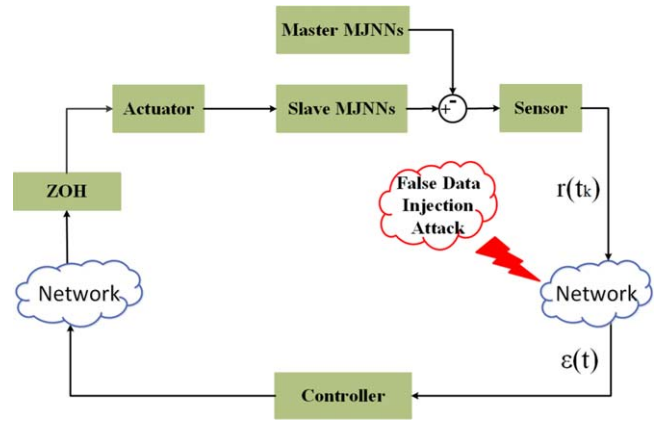 Master MJNNs
Actuator
Slave MJNNs
+
-
Sensor
ZOH
False Data
Injection
Attack
r(tk)
Network
Network
ε(t)
Controller